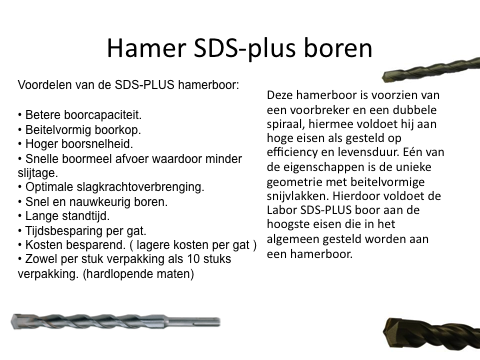 Hamer SDS-plus boren
Voordelen van de SDS-PLUS hamerboor:
• Betere boorcapaciteit.
• Beitelvormig boorkop.
• Hoger boorsnelheid.
• Snelle boormeel afvoer waardoor minder
slijtage.
• Optimale slagkrachtoverbrenging.
• Snel en nauwkeurig boren.
• Lange standtijd.
• Tijdsbesparing per gat.
• Kosten besparend. ( lagere kosten per gat )
• Zowel per stuk verpakking als 10 stuks
verpakking. (hardlopende maten)
Deze hamerboor is voorzien van
een voorbreker en een dubbele
spiraal, hiermee voldoet hij aan
hoge eisen als gesteld op
efficiency en levensduur. Eén van
de eigenschappen is de unieke
geometrie met beitelvormige
snijvlakken. Hierdoor voldoet de
Labor SDS-PLUS boor aan de
hoogste eisen die in het
algemeen gesteld worden aan
een hamerboor.